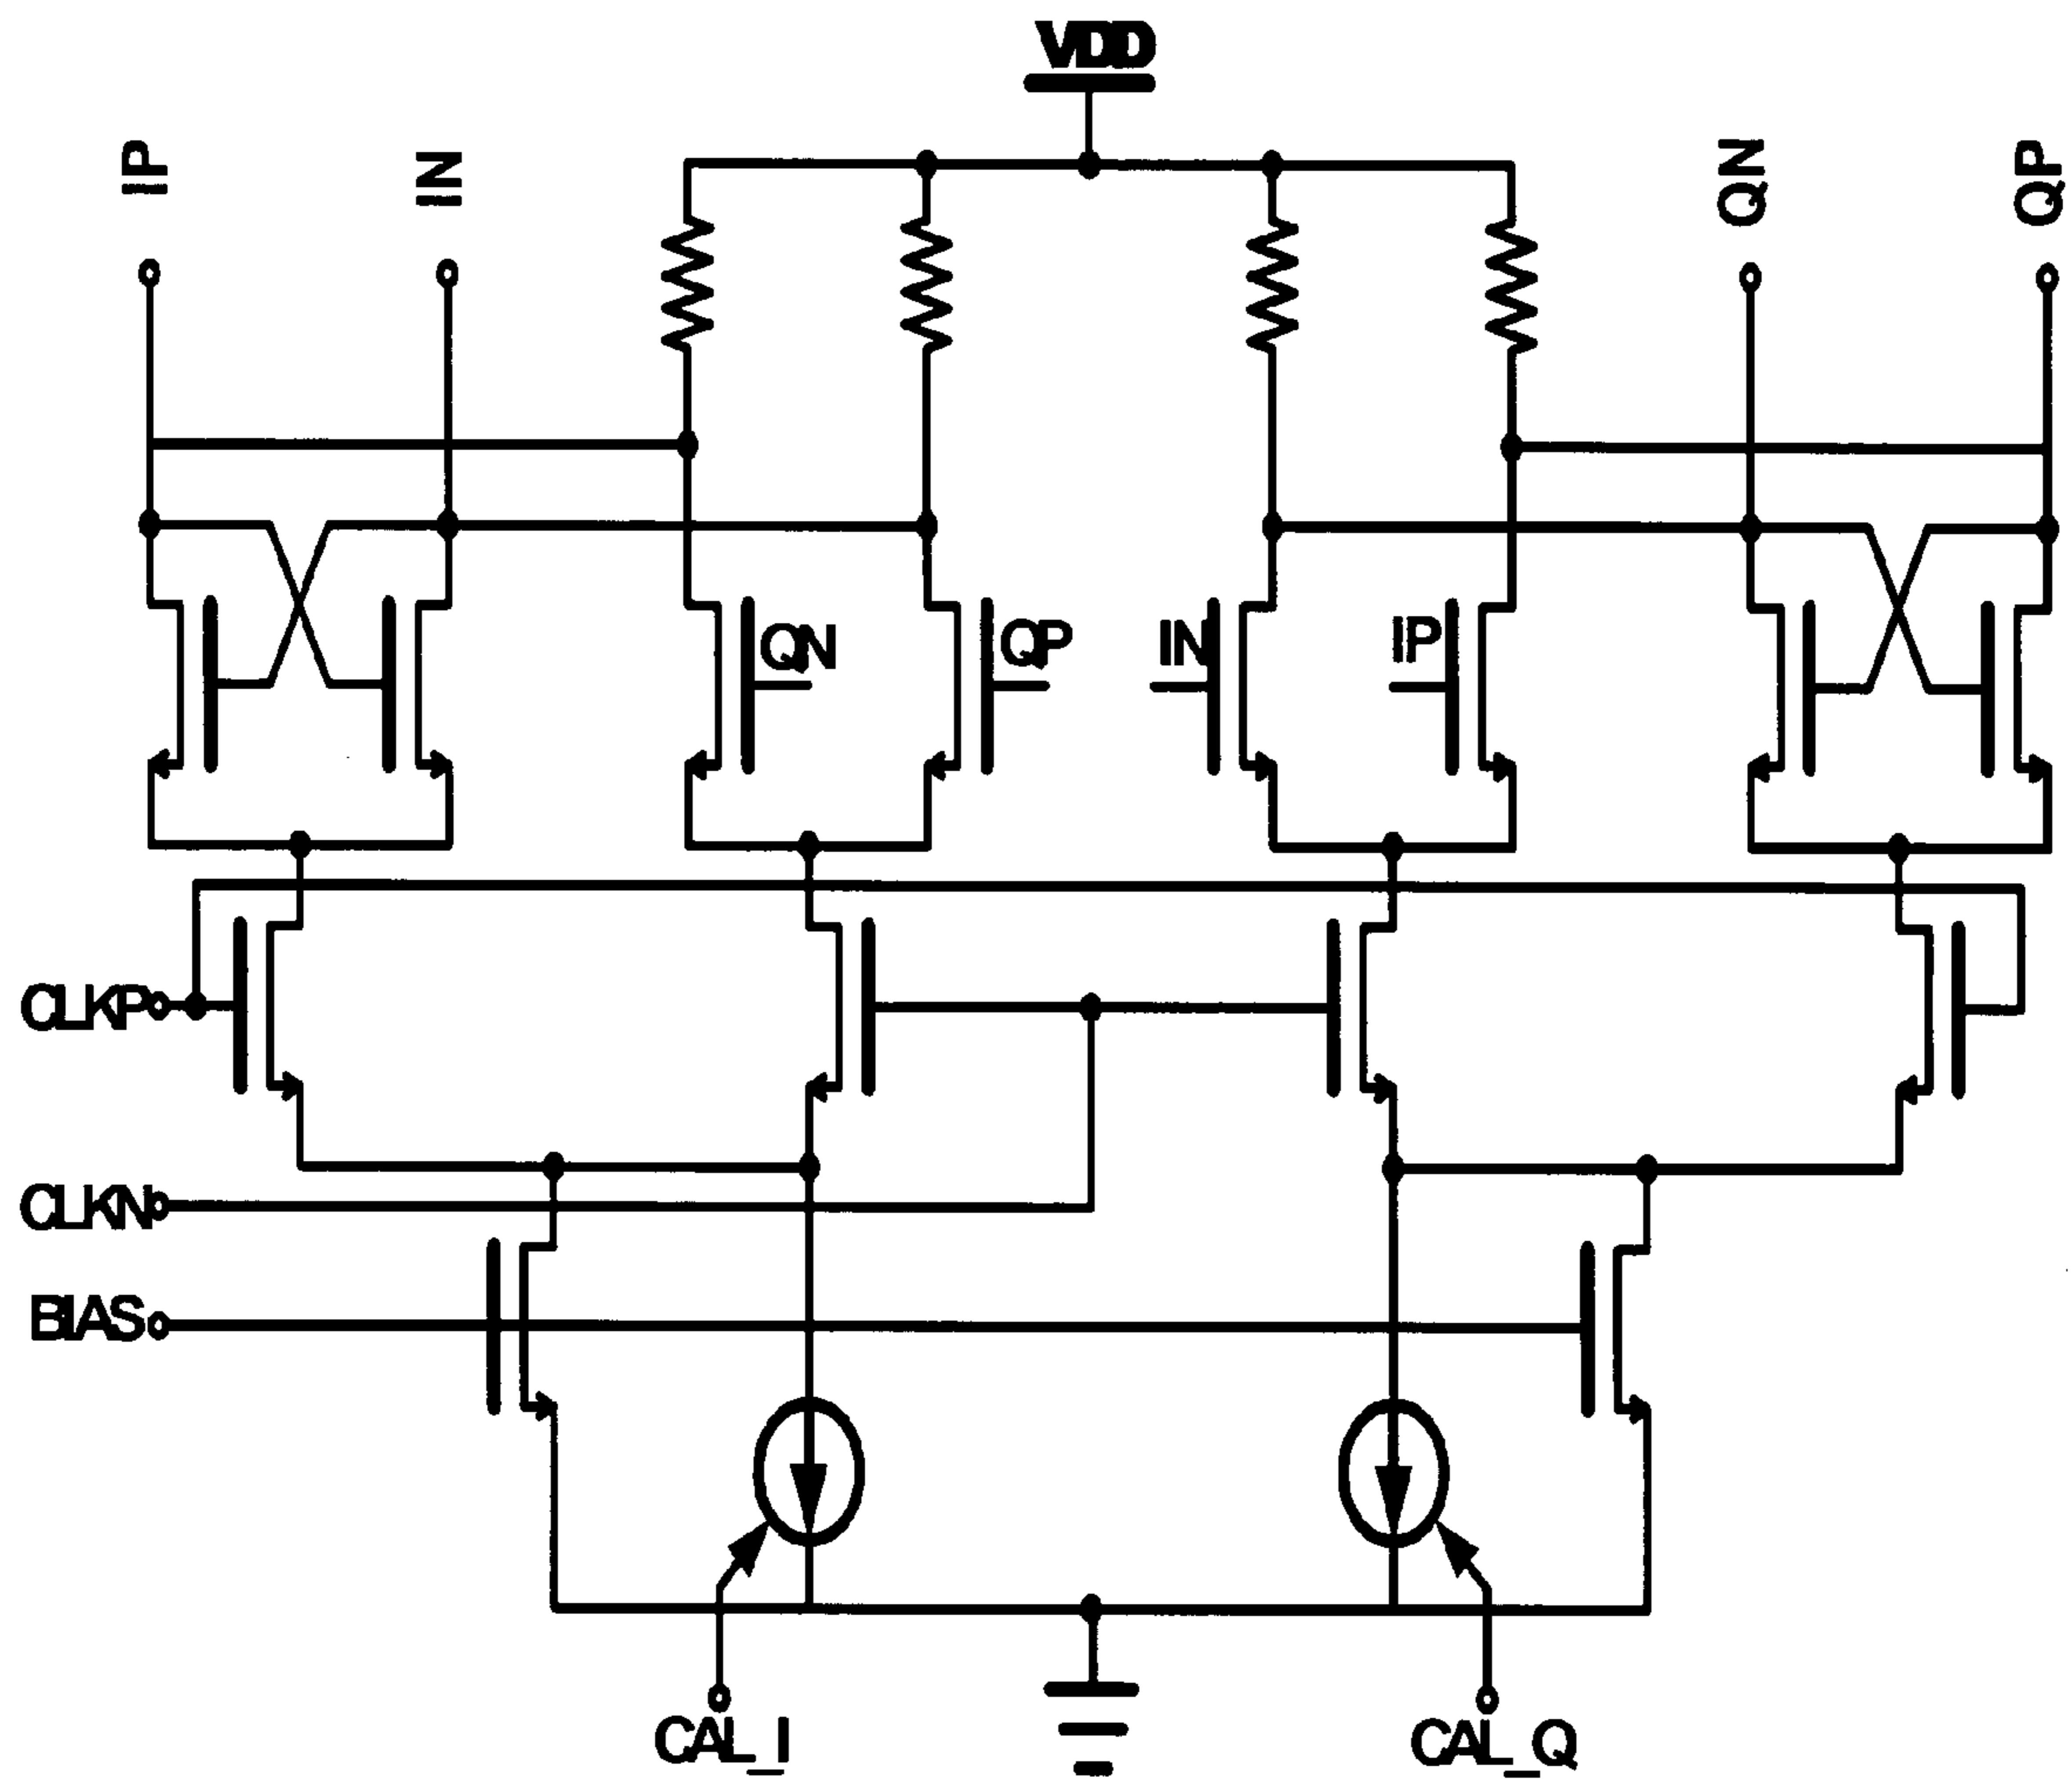 VDD
IP
IN
QN
QP
QN
QP
IN
IP
CLKP
CLKN
BIAS
CAL_I
CAL_Q